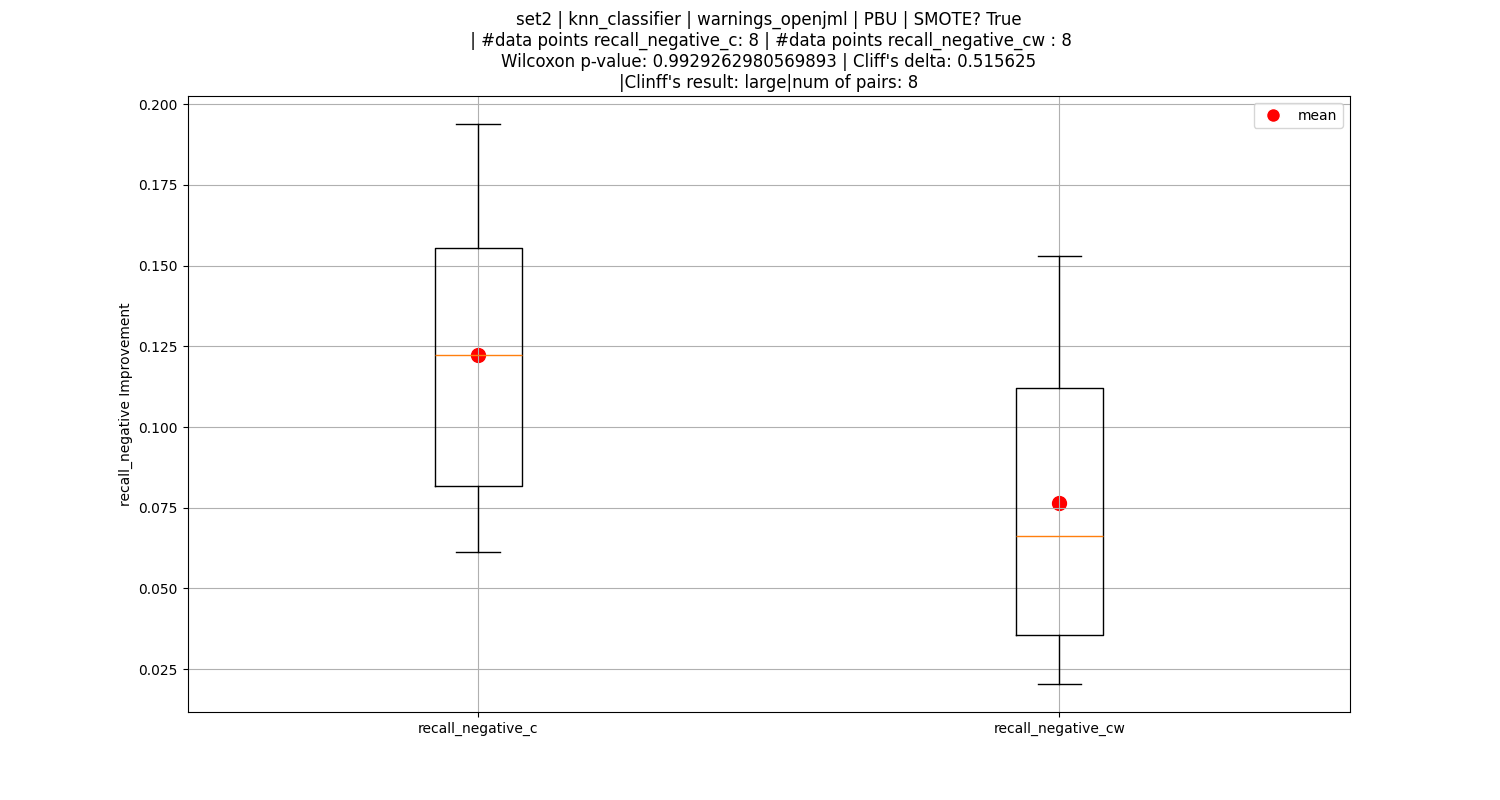 set2 | knn_classifier | warnings_openjml | PBU | SMOTE? True
| #data points recall_negative_c: 8 | #data points recall_negative_cw : 8
Wilcoxon p-value: 0.9929262980569893 | Cliff's delta: 0.515625
|Clinff's result: large|num of pairs: 8
mean
0.200
0.175
0.150
0.125
0.100
0.075
0.050
0.025
recall_negative Improvement
recall_negative_c
recall_negative_cw